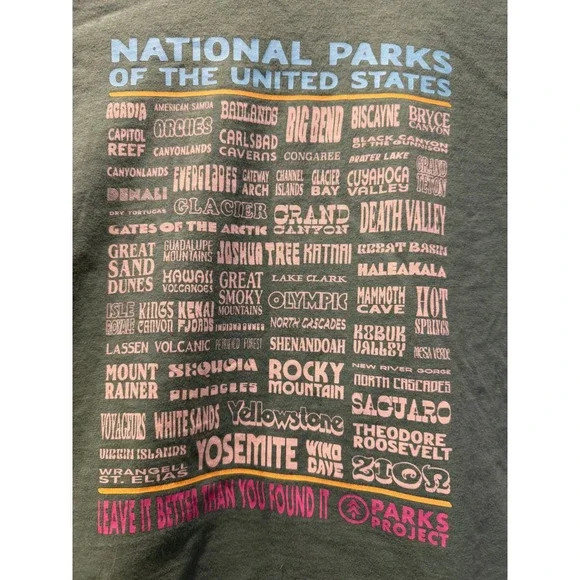 NATIONAL PARKS
OF THE UNITED STATES
ACADIA
AMERICAN SAMOA
BADLANDS
BIG BEND
BISCAYNE
BRYCE
CANYON
CAPITOL
REEF
ARCHES
CARLSBAD
CAVERNS
BLACK CANYON
OF THE GUNNISON
CANYONLANDS
CONGAREE
CRATER LAKE
GRAND
TETON
CANYONLANDS
EVERGLADES
GATEWAY
ARCH
CHANNEL
ISLANDS
GLACIER
BAY
CUYAHOGA
VALLEY
DENALI
DRY TORTUGAS
GLACIER
GRAND
CANYON
DEATH VALLEY
GATES OF THE ARCTIC
GREAT
SAND
DUNES
GUADALUPE
MOUNTAINS
JOSHUA TREE
KATMAI
GREAT BASIN
HALEAKALA
HAWAII
VOLCANOES
GREAT
SMOKY
MOUNTAINS
LAKE CLARK
OLYMPIC
MAMMOTH
CAVE
HOT
SPRINGS
ISLE
ROYALE
KINGS
CANYON
KENAI
FJORDS
INDIANA DUNES
NORTH CASCADES
KOBUK
VALLEY
MESA VERDE
LASSEN VOLCANIC
PETRIFIED FOREST
SHENANDOAH
NEW RIVER GORGE
MOUNT
RAINER
SEQUOIA
PINNACLES
ROCKY
MOUNTAIN
NORTH CASCADES
SAGUARO
VOYAGEURS
WHITE SANDS
Yellowstone
THEODORE
ROOSEVELT
VIRGIN ISLANDS
WRANGELL
ST. ELIAS
YOSEMITE
WIND
CAVE
ZION
LEAVE IT BETTER THAN YOU FOUND IT
PARKS
PROJECT